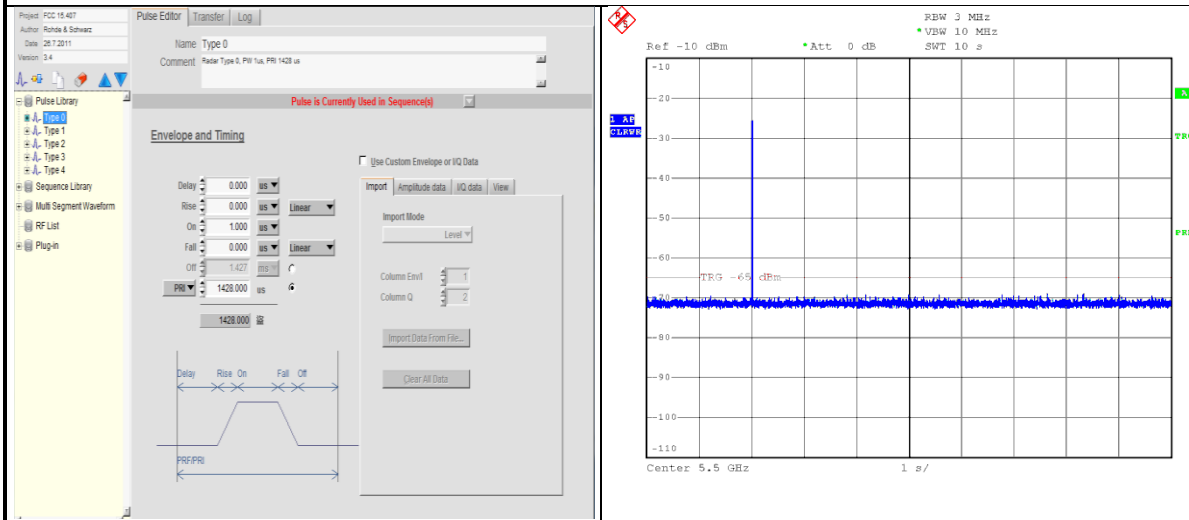 Project FCC 15.407
Author Rohde & Schwarz
Date 26.7.2011
Version 3.4
Pulse Library
Type 0
Type 1
Type 2
Type 3
Type 4
Sequence Library
Multi Segment Waveform
RF List
Plug-in
Pulse Editor Transfer Log
Name Type 0
Comment Radar Type 0, PW 1us, PRI 1428 us
Pulse is Currently Used in Sequence(s)
Envelope and Timing
Use Custom Envelope or I/Q Data
Delay 0.000 us
Rise 0.000 us Linear
On 1.000 us
Fall 0.000 us Linear
Off 1.427 ms
PRI 1428.000 us
1428.000
Import Amplitude data I/Q data View
Import Mode
Level
Column Env/I 1
Column Q 2
Import Data From File...
Clear All Data
Delay Rise On Fall Off
PRF/PRI
R S
RBW 3 MHz
*VBW 10 MHz
Ref -10 dBm *Att 0 dB SWT 10 s
1 AP
CLRWR
A
TRG
PRN
-10
-20
-30
-40
-50
-60
TRG -65 dBm
-70
-80
-90
-100
-110
Center 5.5 GHz 1 s/